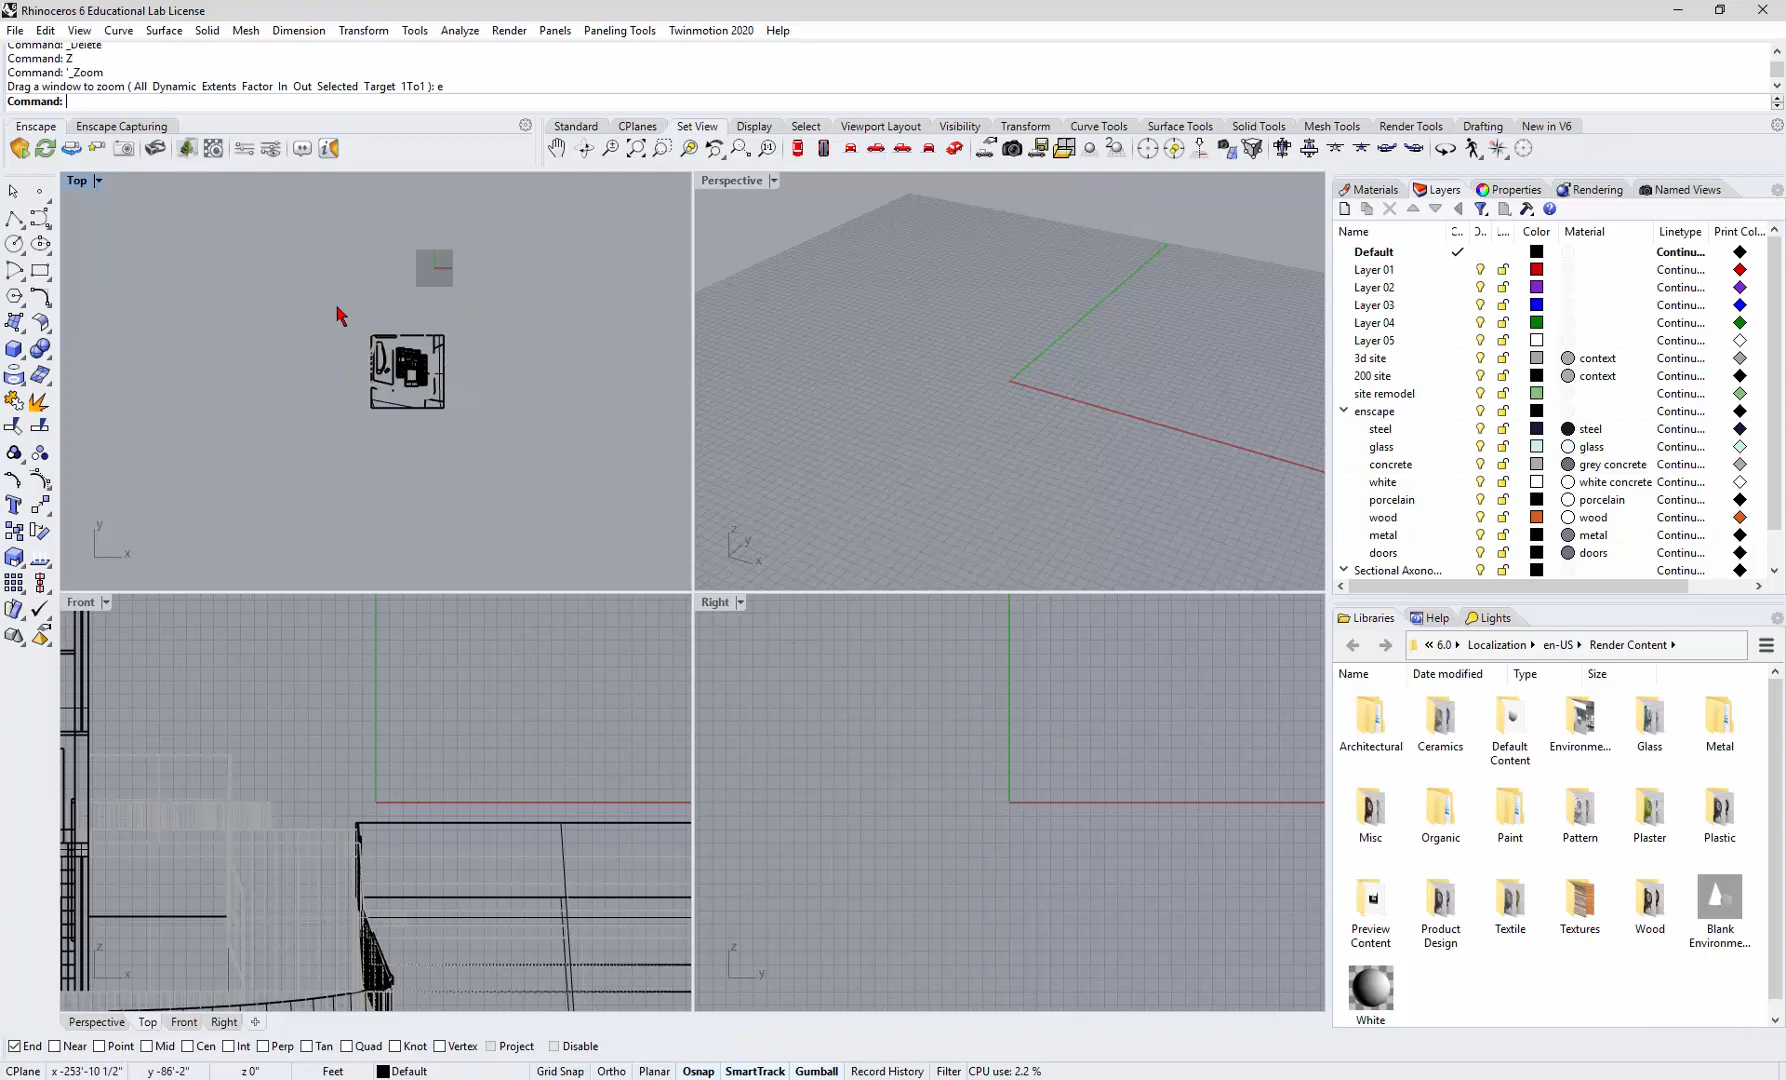 Rhinoceros 6 Educational Lab License
File Edit View Curve Surface Solid Mesh Dimension Transform Tools Analyze Render Panels Paneling Tools Twinmotion 2020 Help
Command: _Delete
Command: Z
Command: '_Zoom
Drag a window to zoom ( All Dynamic Extents Factor In Out Selected Target 1To1 ): e
Command:
Enscape Enscape Capturing
Standard CPlanes Set View Display Select Viewport Layout Visibility Transform Curve Tools Surface Tools Solid Tools Mesh Tools Render Tools Drafting New in V6
Top
Perspective
Materials Layers Properties Rendering Named Views
Name C.. O.. L... Color Material Linetype Print Col...
Default Continu...
Layer 01 Continu...
Layer 02 Continu...
Layer 03 Continu...
Layer 04 Continu...
Layer 05 Continu...
3d site context Continu...
200 site context Continu...
site remodel Continu...
enscape Continu...
steel steel Continu...
glass glass Continu...
concrete grey concrete Continu...
white white concrete Continu...
porcelain porcelain Continu...
wood wood Continu...
metal metal Continu...
doors doors Continu...
Sectional Axono... Continu...
y
x
z
y
x
Front
Right
z
x
z
y
Libraries Help Lights
« 6.0 Localization en-US Render Content
Name Date modified Type Size
Architectural Ceramics Default Content Environme... Glass Metal
Misc Organic Paint Pattern Plaster Plastic
Preview Content Product Design Textile Textures Wood Blank Environme...
White
Perspective Top Front Right
End Near Point Mid Cen Int Perp Tan Quad Knot Vertex Project Disable
CPlane x -253'-10 1/2" y -86'-2" z 0" Feet Default Grid Snap Ortho Planar Osnap SmartTrack Gumball Record History Filter CPU use: 2.2 %